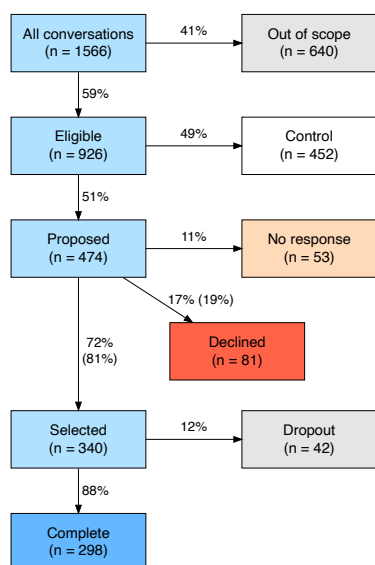 All conversations
(n = 1566)
41%
Out of scope
(n = 640)
59%
Eligible
(n = 926)
49%
Control
(n = 452)
51%
Proposed
(n = 474)
11%
No response
(n = 53)
17% (19%)
Declined
(n = 81)
72%
(81%)
Selected
(n = 340)
12%
Dropout
(n = 42)
88%
Complete
(n = 298)